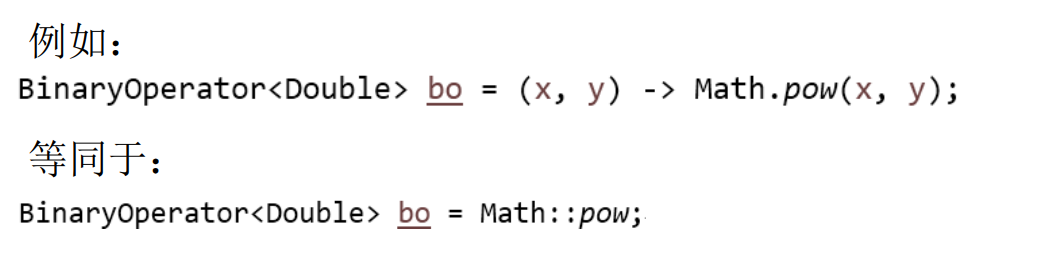 例如：
BinaryOperator<Double> bo = (x, y) -> Math.pow(x, y);
等同于：
BinaryOperator<Double> bo = Math::pow;